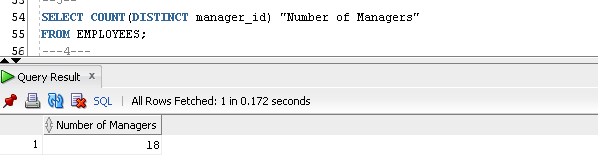 53 ---3---
54 SELECT COUNT(DISTINCT manager_id) "Number of Managers"
55 FROM EMPLOYEES;
56 ---4---
Query Result x
SQL | All Rows Fetched: 1 in 0.172 seconds
Number of Managers
1 18